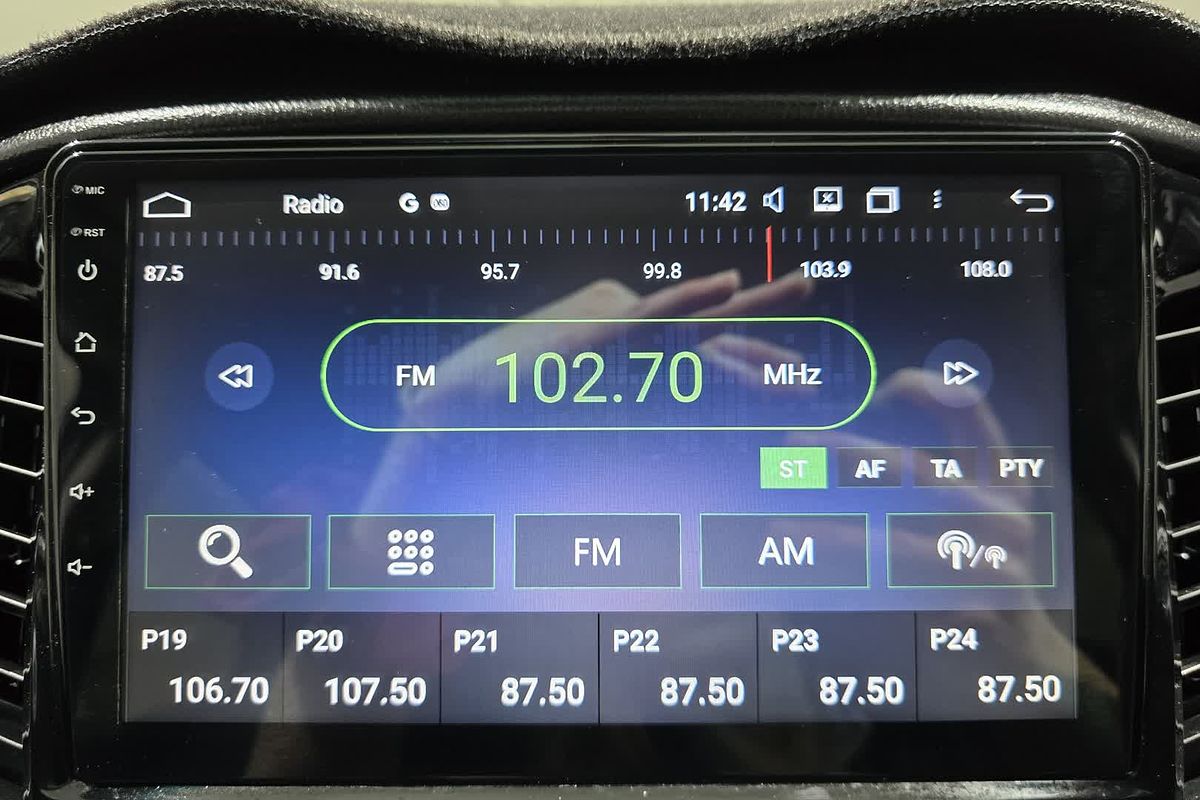 MIC
Radio
G
11:42
RST
87.5 91.6 95.7 99.8 103.9 108.0
FM 102.70 MHz
ST AF TA PTY
FM AM
P19 P20 P21 P22 P23 P24
106.70 107.50 87.50 87.50 87.50 87.50